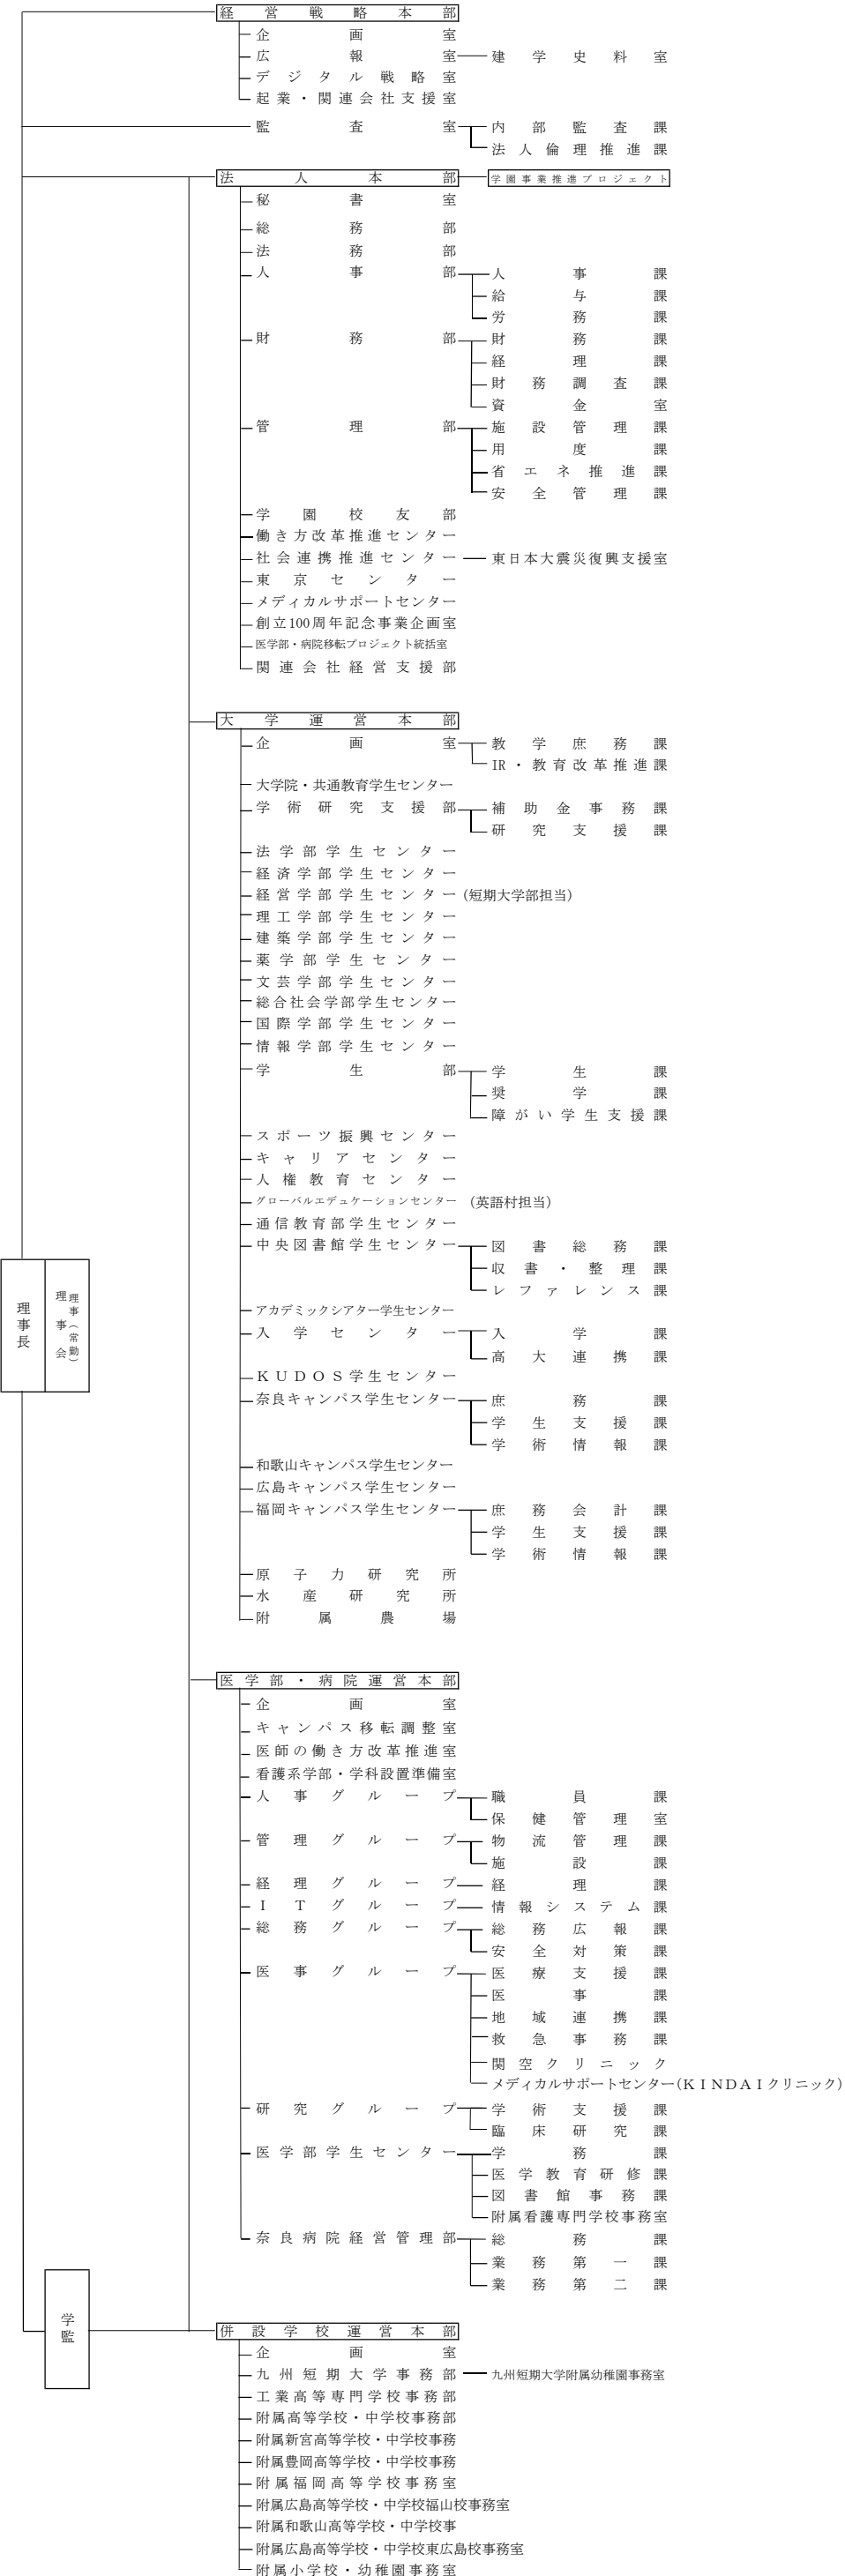 経営戦略本部
企画室
広報室 建学史料室
デジタル戦略室
起業・関連会社支援室
監査室 内部監査課
法人倫理推進課
法人本部 学園事業推進プロジェクト
秘書室
総務部
法務部
人事部 人事課
給与課
労務課
財務部 財務課
経理課
財務調査課
資金室
管理部 施設管理課
用度課
省エネ推進課
安全管理課
学園校友部
働き方改革推進センター
社会連携推進センター 東日本大震災復興支援室
東京センター
メディカルサポートセンター
創立100周年記念事業企画室
医学部・病院移転プロジェクト統括室
関連会社経営支援部
大学運営本部
企画室 教学庶務課
IR・教育改革推進課
大学院・共通教育学生センター
学術研究支援部 補助金事務課
研究支援課
法学部学生センター
経済学部学生センター
経営学部学生センター (短期大学部担当)
理工学部学生センター
建築学部学生センター
薬学部学生センター
文芸学部学生センター
総合社会学部学生センター
国際学部学生センター
情報学部学生センター
学生部 学生課
奨学課
障がい学生支援課
スポーツ振興センター
キャリアセンター
人権教育センター
グローバルエデュケーションセンター (英語村担当)
通信教育部学生センター
中央図書館学生センター 図書総務課
収書・整理課
レファレンス課
アカデミックシアター学生センター
入学センター 入学課
高大連携課
KUDOS学生センター
奈良キャンパス学生センター 庶務課
学生支援課
学術情報課
和歌山キャンパス学生センター
広島キャンパス学生センター
福岡キャンパス学生センター 庶務会計課
学生支援課
学術情報課
原子力研究所
水産研究所
附属農場
理事長
理事会
理事(常勤)
医学部・病院運営本部
企画室
キャンパス移転調整室
医師の働き方改革推進室
看護系学部・学科設置準備室
人事グループ 職員課
保健管理室
管理グループ 物流管理課
施設課
経理グループ 経理課
ITグループ 情報システム課
総務グループ 総務広報課
安全対策課
医事グループ 医療支援課
医事課
地域連携課
救急事務課
関空クリニック
メディカルサポートセンター(KINDAIクリニック)
研究グループ 学術支援課
臨床研究課
医学部学生センター 学務課
医学教育研修課
図書館事務課
附属看護専門学校事務室
奈良病院経営管理部 総務課
業務第一課
業務第二課
学監
併設学校運営本部
企画室
九州短期大学事務部 九州短期大学附属幼稚園事務室
工業高等専門学校事務部
附属高等学校・中学校事務部
附属新宮高等学校・中学校事務
附属豊岡高等学校・中学校事務
附属福岡高等学校事務室
附属広島高等学校・中学校福山校事務室
附属和歌山高等学校・中学校事
附属広島高等学校・中学校東広島校事務室
附属小学校・幼稚園事務室